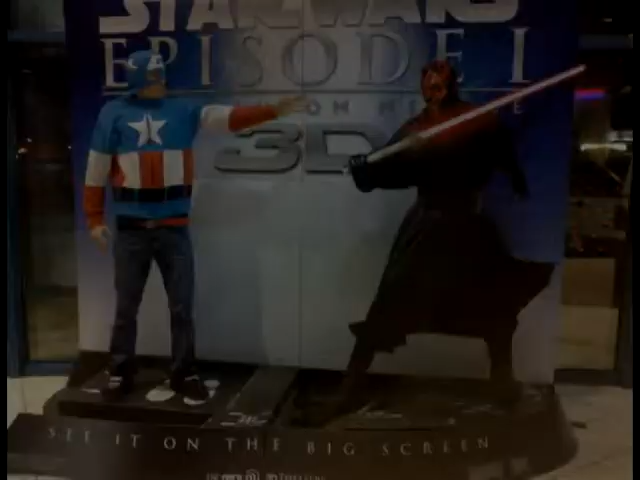 STAR WARS
EPISODE I
3D
SEE IT ON THE BIG SCREEN